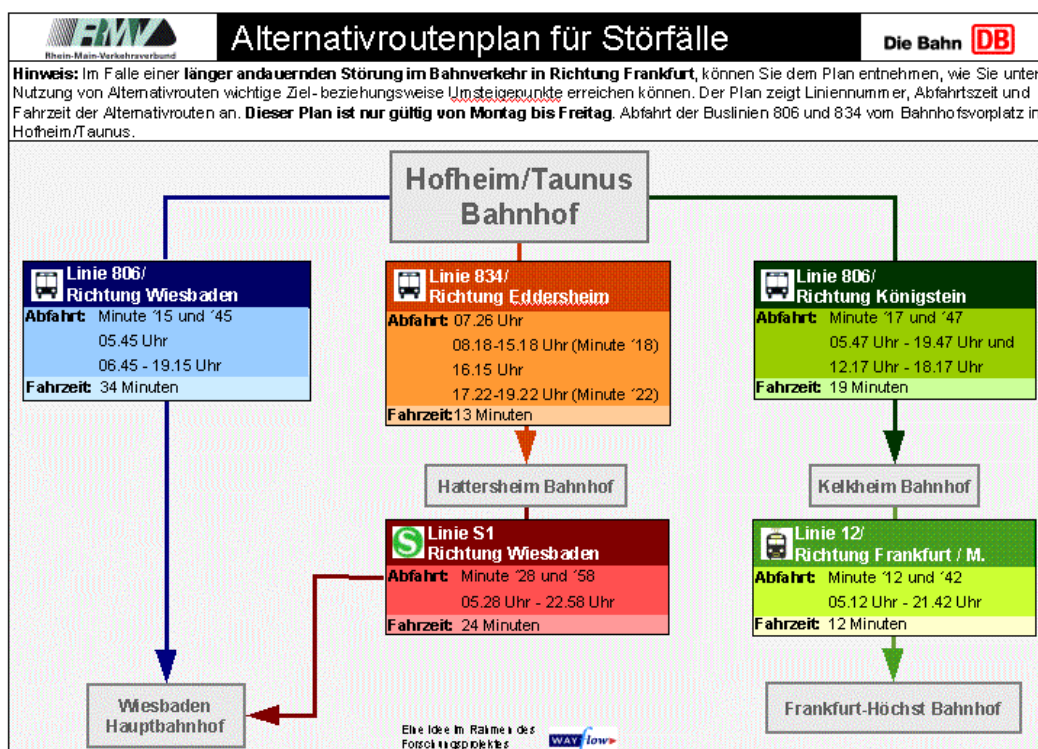 RMV
Rhein-Main-Verkehrsverbund
Alternativroutenplan für Störfälle
Die Bahn DB
Hinweis: Im Falle einer länger andauernden Störung im Bahnverkehr in Richtung Frankfurt, können Sie dem Plan entnehmen, wie Sie unter
Nutzung von Alternativrouten wichtige Ziel- beziehungsweise Umsteigepunkte erreichen können. Der Plan zeigt Liniennummer, Abfahrtszeit und
Fahrzeit der Alternativrouten an. Dieser Plan ist nur gültig von Montag bis Freitag. Abfahrt der Buslinien 806 und 834 vom Bahnhofsvorplatz in
Hofheim/Taunus.
Hofheim/Taunus
Bahnhof
Linie 806/
Richtung Wiesbaden
Abfahrt: Minute ´15 und ´45
05.45 Uhr
06.45 - 19.15 Uhr
Fahrzeit: 34 Minuten
Linie 834/
Richtung Eddersheim
Abfahrt: 07.26 Uhr
08.18-15.18 Uhr (Minute ´18)
16.15 Uhr
17.22-19.22 Uhr (Minute ´22)
Fahrzeit: 13 Minuten
Linie 806/
Richtung Königstein
Abfahrt: Minute ´17 und ´47
05.47 Uhr - 19.47 Uhr und
12.17 Uhr - 18.17 Uhr
Fahrzeit: 19 Minuten
Hattersheim Bahnhof
Kelkheim Bahnhof
S
Linie S1
Richtung Wiesbaden
Abfahrt: Minute ´28 und ´58
05.28 Uhr - 22.58 Uhr
Fahrzeit: 24 Minuten
Linie 12/
Richtung Frankfurt / M.
Abfahrt: Minute ´12 und ´42
05.12 Uhr - 21.42 Uhr
Fahrzeit: 12 Minuten
Wiesbaden
Hauptbahnhof
Frankfurt-Höchst Bahnhof
Eine Idee im Rahmen des
Forschungsprojektes
WAYflow